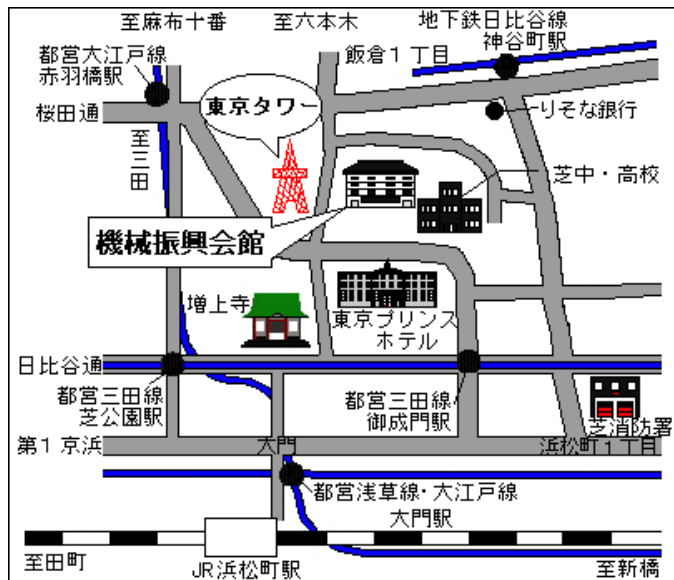 至麻布十番
至六本木
地下鉄日比谷線
神谷町駅
都営大江戸線
赤羽橋駅
飯倉1丁目
東京タワー
桜田通
りそな銀行
至三田
芝中・高校
機械振興会館
増上寺
東京プリンス
ホテル
日比谷通
都営三田線
芝公園駅
都営三田線
御成門駅
芝消防署
第1京浜
大門
浜松町1丁目
都営浅草線・大江戸線
大門駅
至田町
JR浜松町駅
至新橋